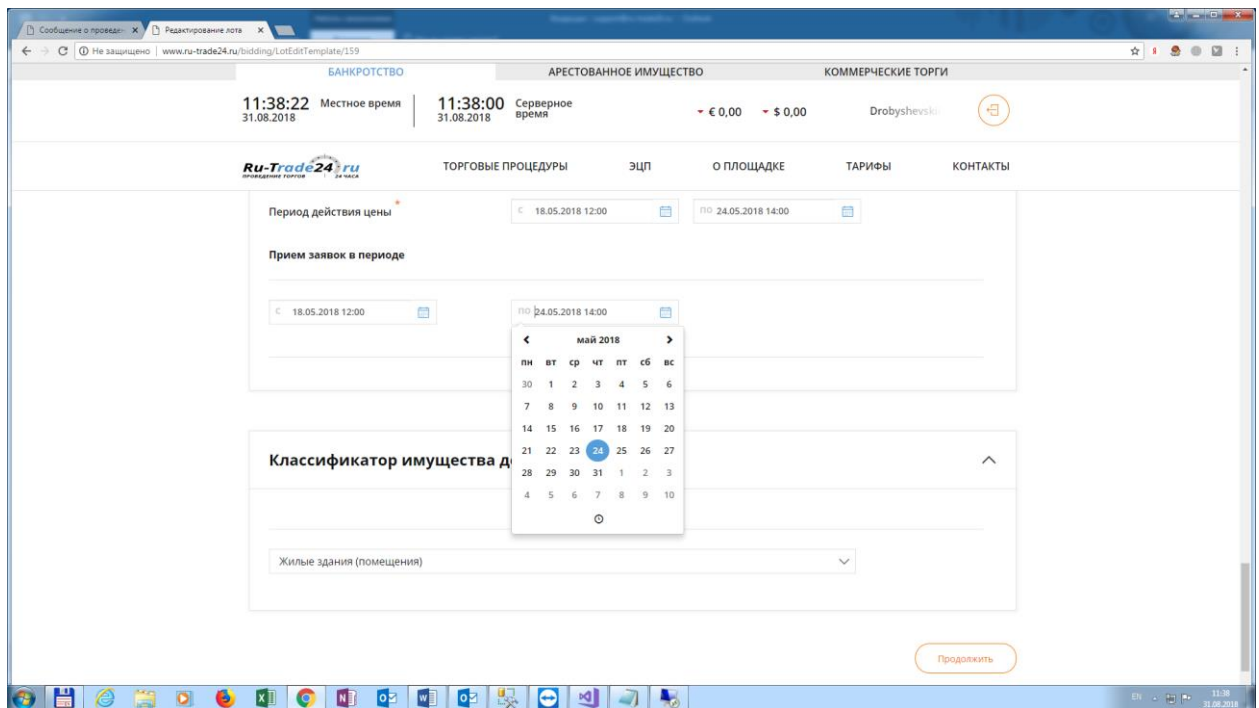 Сообщение о проведе
Редактирование лота
Не защищено www.ru-trade24.ru/bidding/LotEditTemplate/159
БАНКРОТСТВО АРЕСТОВАННОЕ ИМУЩЕСТВО КОММЕРЧЕСКИЕ ТОРГИ
11:38:22 Местное время 11:38:00 Серверное
31.08.2018 31.08.2018 время
€ 0,00 $ 0,00 Drobyshevski
Ru-Trade24.ru ТОРГОВЫЕ ПРОЦЕДУРЫ ЭЦП О ПЛОЩАДКЕ ТАРИФЫ КОНТАКТЫ
ПРОВЕДЕНИЕ ТОРГОВ 24 ЧАСА
Период действия цены * с 18.05.2018 12:00 по 24.05.2018 14:00
Прием заявок в периоде
с 18.05.2018 12:00 по 24.05.2018 14:00
май 2018
пн вт ср чт пт сб вс
30 1 2 3 4 5 6
7 8 9 10 11 12 13
14 15 16 17 18 19 20
21 22 23 24 25 26 27
28 29 30 31 1 2 3
4 5 6 7 8 9 10
Классификатор имущества д
Жилые здания (помещения)
Продолжить
EN 11:38
31.08.2018